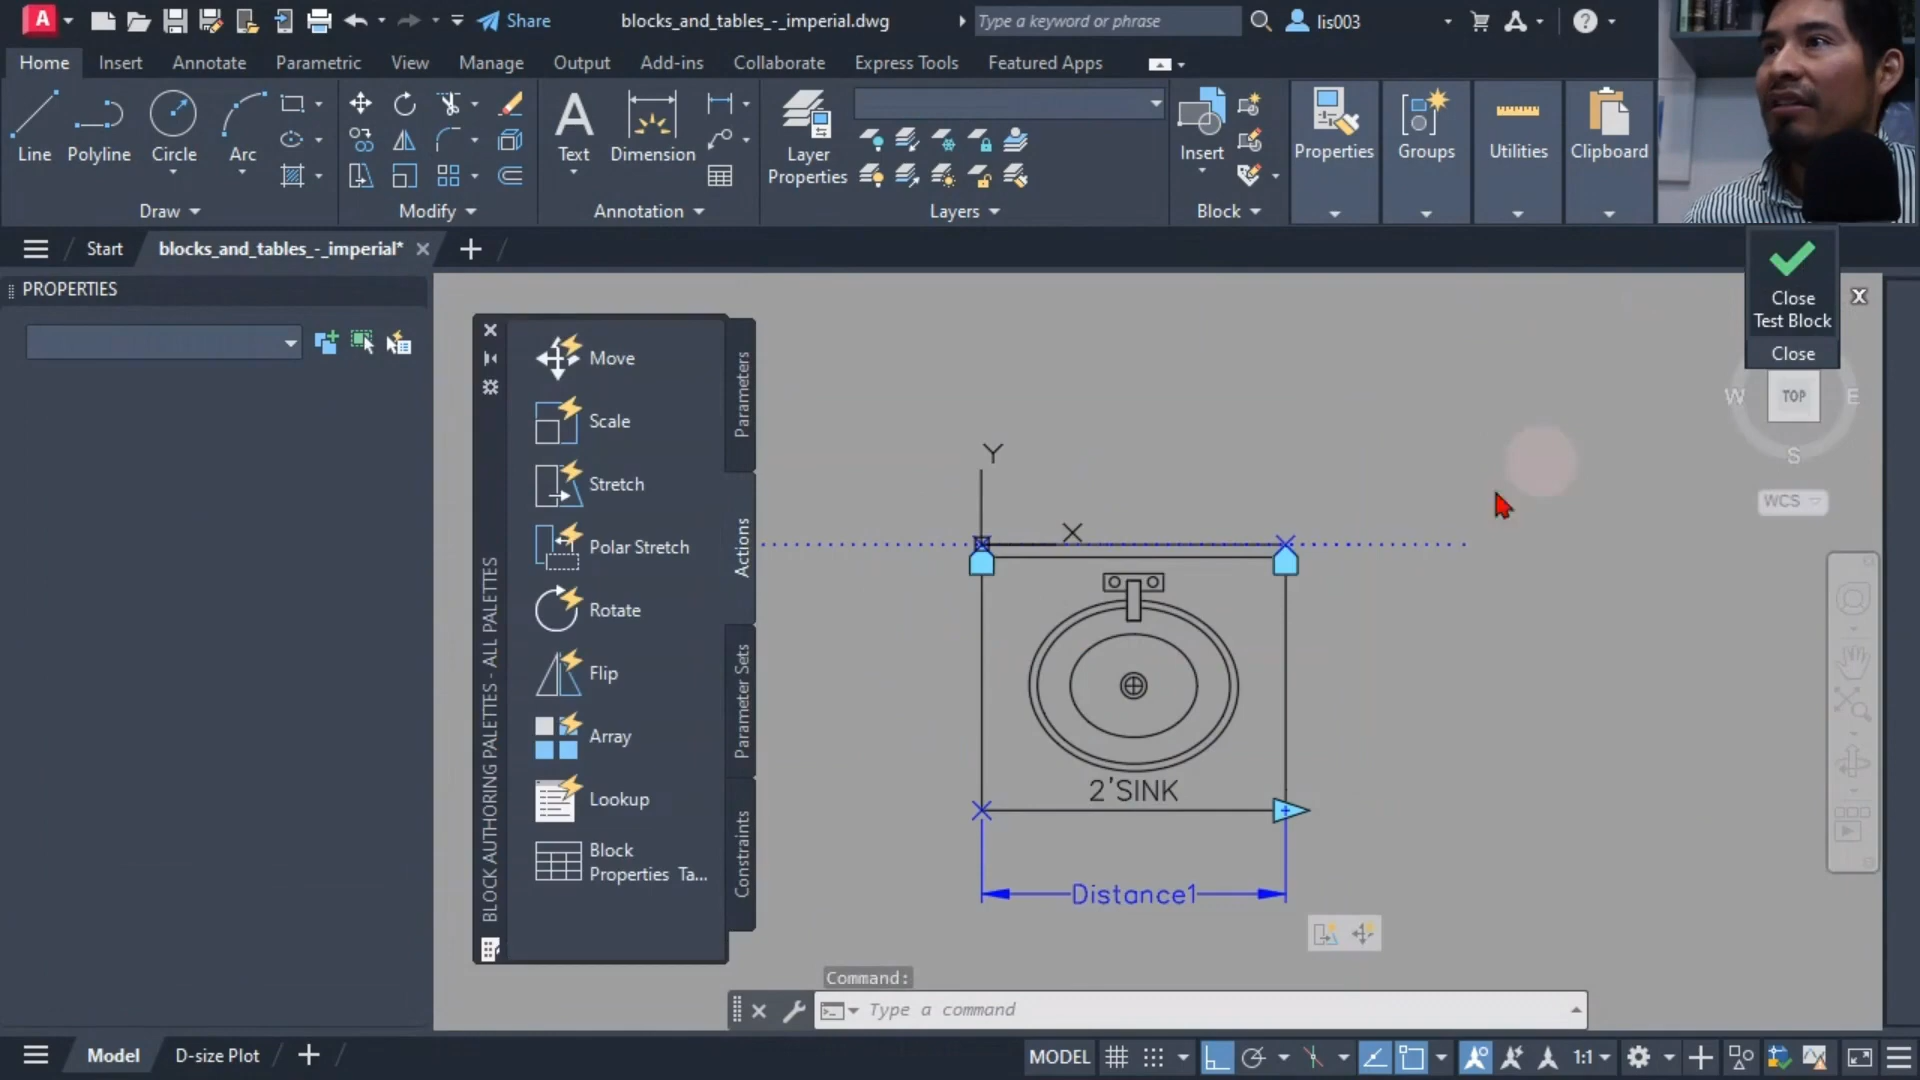 Share
blocks_and_tables_-_imperial.dwg
Type a keyword or phrase
lis003
Home
Insert
Annotate
Parametric
View
Manage
Output
Add-ins
Collaborate
Express Tools
Featured Apps
Line
Polyline
Circle
Arc
Text
Dimension
Layer
Properties
Insert
Properties
Groups
Utilities
Clipboard
Draw
Modify
Annotation
Layers
Block
Start
blocks_and_tables_-_imperial*
PROPERTIES
Close
Test Block
Close
Move
Scale
Stretch
Polar Stretch
Rotate
Flip
Array
Lookup
Block
Properties Ta...
Parameters
Actions
Parameter Sets
Constraints
BLOCK AUTHORING PALETTES - ALL PALETTES
W
TOP
E
S
WCS
Y
X
2'SINK
Distance1
Command:
Type a command
Model
D-size Plot
MODEL
1:1